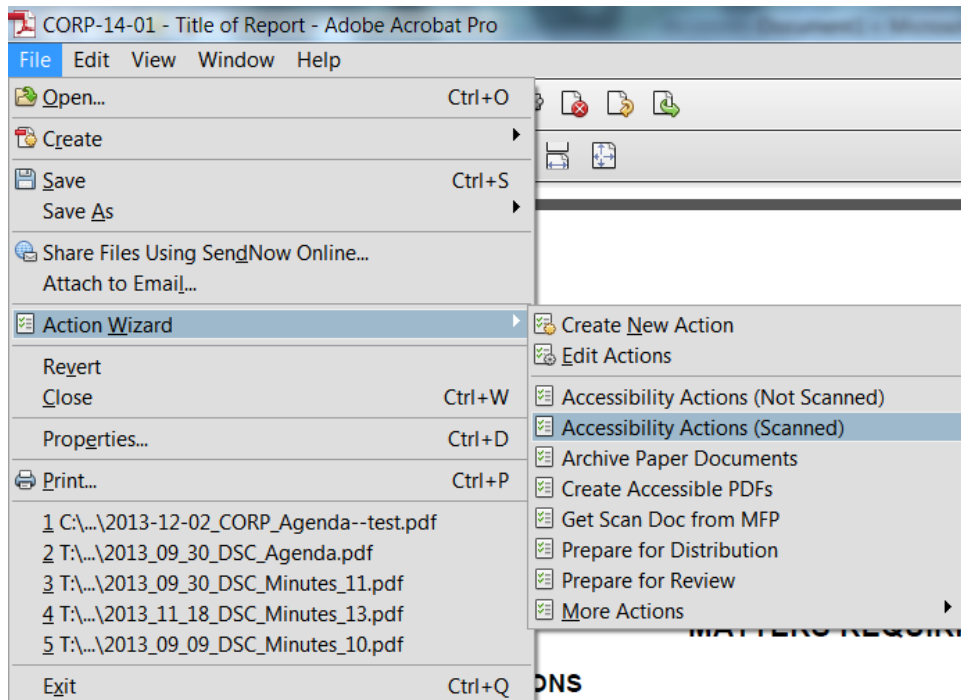 CORP-14-01 - Title of Report - Adobe Acrobat Pro
File Edit View Window Help
Open... Ctrl+O
Create
Save Ctrl+S
Save As
Share Files Using SendNow Online...
Attach to Email...
Action Wizard
Revert
Close Ctrl+W
Properties... Ctrl+D
Print... Ctrl+P
1 C:\...\2013-12-02_CORP_Agenda--test.pdf
2 T:\...\2013_09_30_DSC_Agenda.pdf
3 T:\...\2013_09_30_DSC_Minutes_11.pdf
4 T:\...\2013_11_18_DSC_Minutes_13.pdf
5 T:\...\2013_09_09_DSC_Minutes_10.pdf
Exit Ctrl+Q
Create New Action
Edit Actions
Accessibility Actions (Not Scanned)
Accessibility Actions (Scanned)
Archive Paper Documents
Create Accessible PDFs
Get Scan Doc from MFP
Prepare for Distribution
Prepare for Review
More Actions
MATTERS
ONS